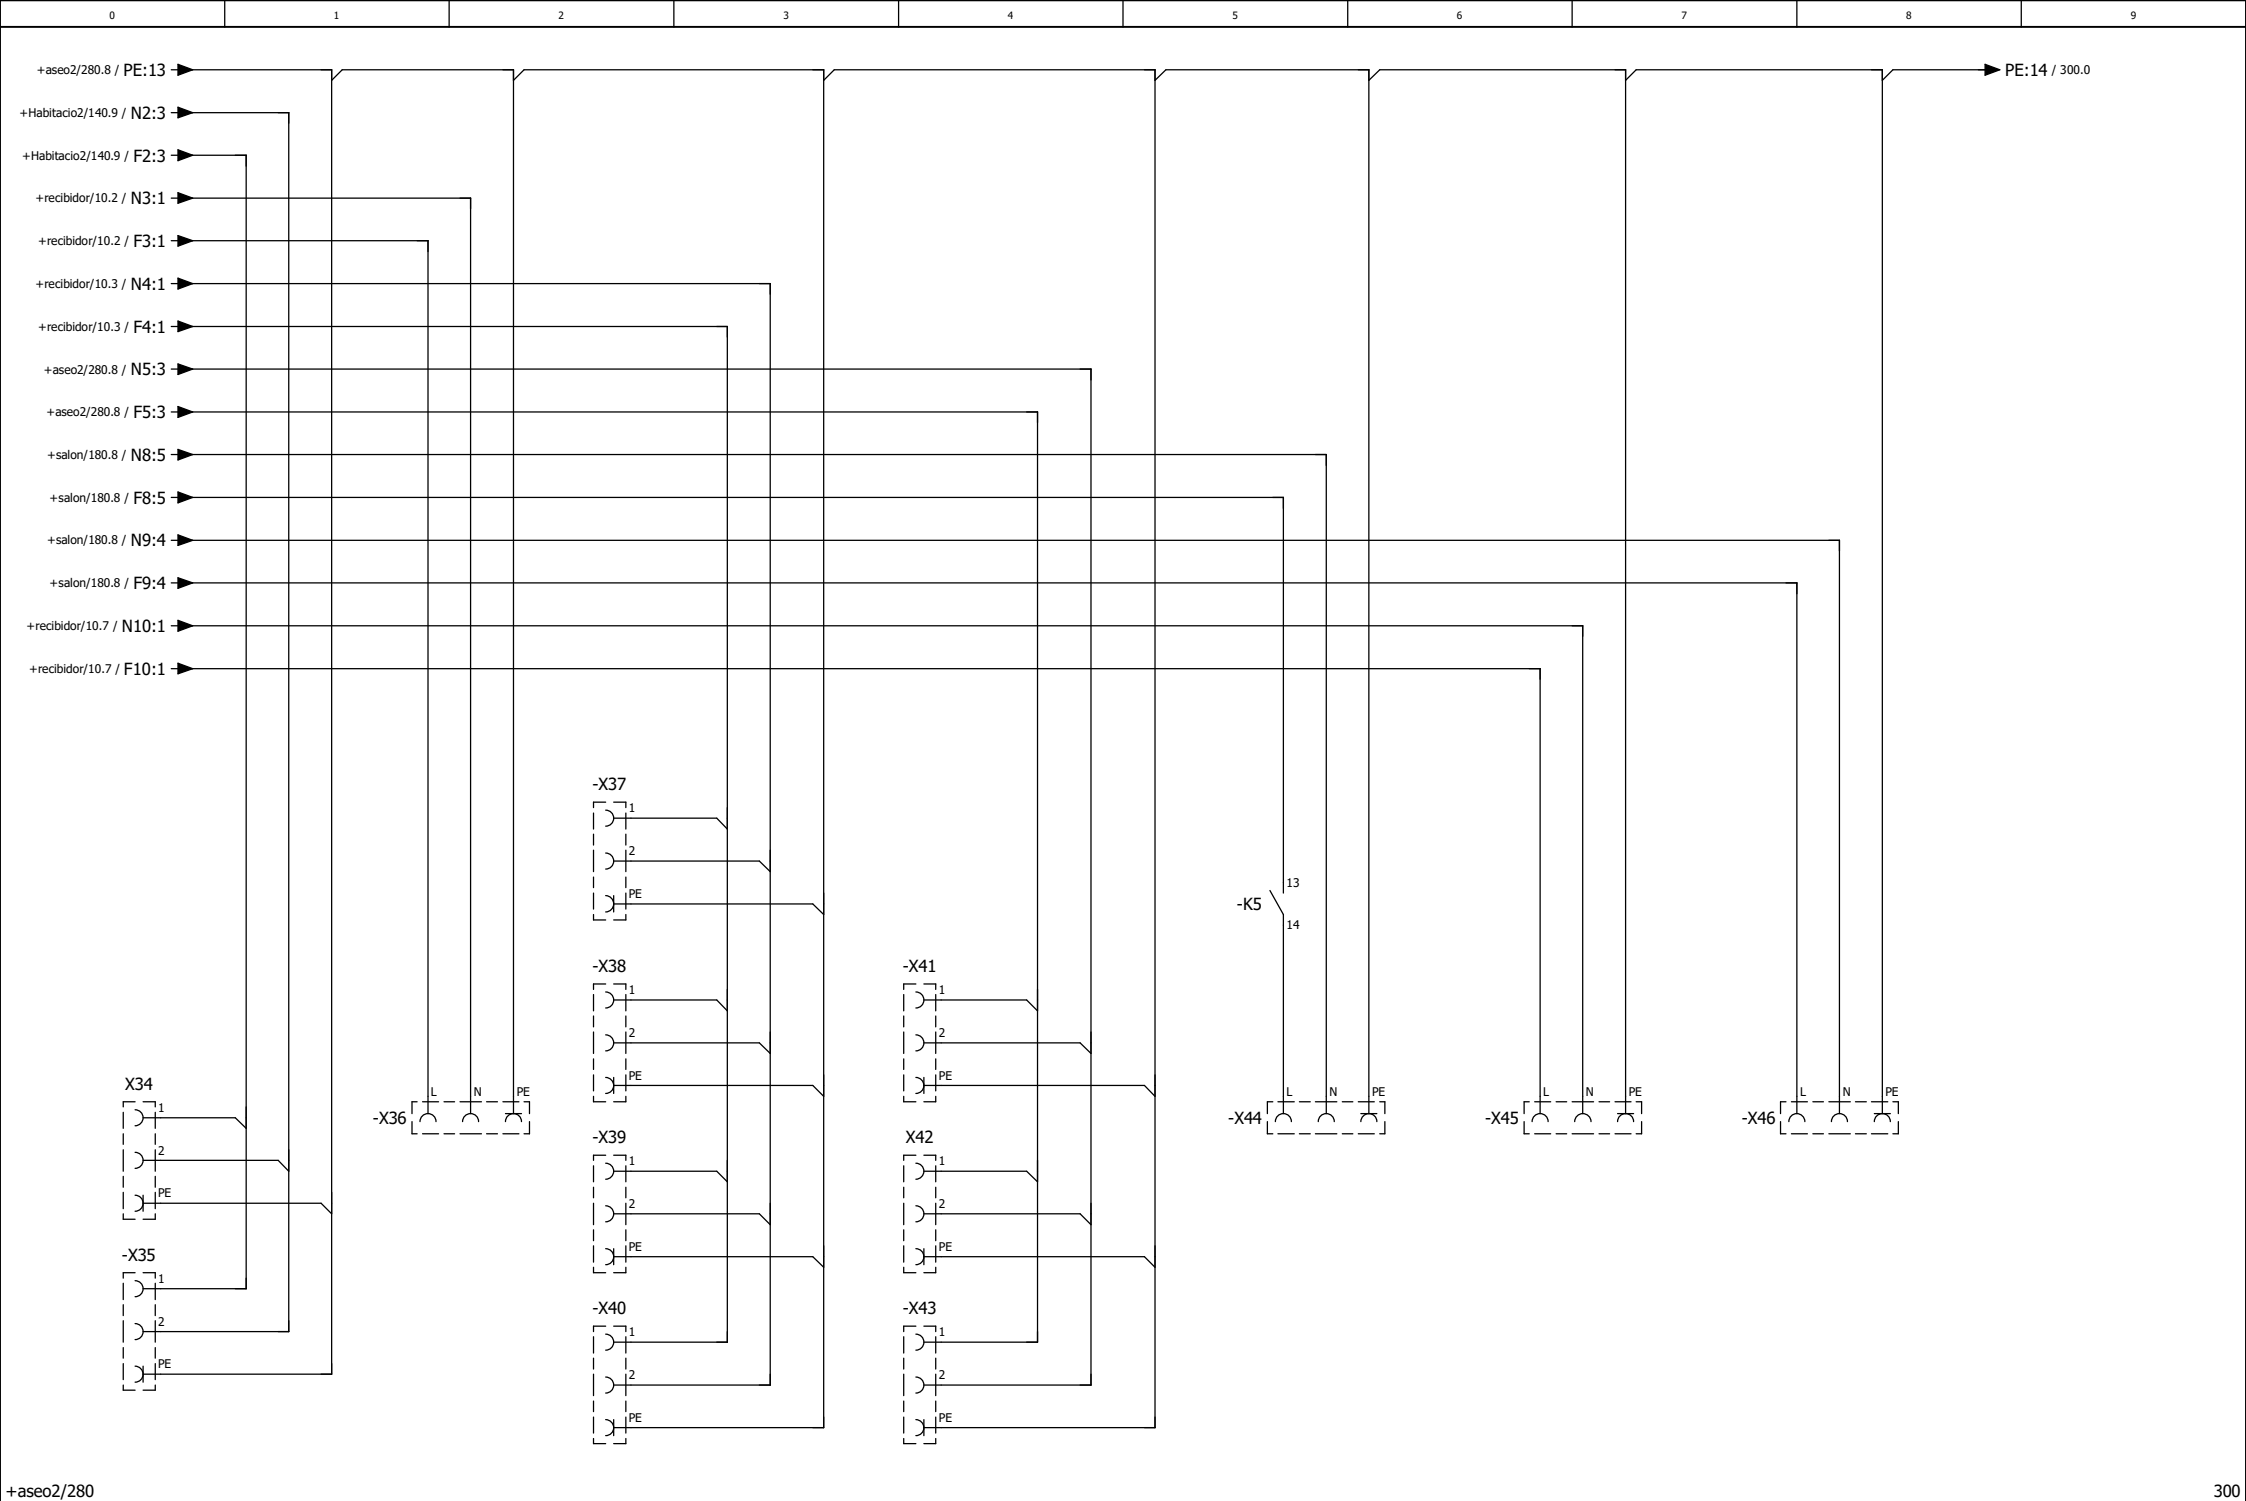 0 1 2 3 4 5 6 7 8 9
+aseo2/280.8 / PE:13
PE:14 / 300.0
+Habitacio2/140.9 / N2:3
+Habitacio2/140.9 / F2:3
+recibidor/10.2 / N3:1
+recibidor/10.2 / F3:1
+recibidor/10.3 / N4:1
+recibidor/10.3 / F4:1
+aseo2/280.8 / N5:3
+aseo2/280.8 / F5:3
+salon/180.8 / N8:5
+salon/180.8 / F8:5
+salon/180.8 / N9:4
+salon/180.8 / F9:4
+recibidor/10.7 / N10:1
+recibidor/10.7 / F10:1
X34
1
2
PE
-X35
1
2
PE
-X36
L N PE
-X37
1
2
PE
-X38
1
2
PE
-X39
1
2
PE
-X40
1
2
PE
-X41
1
2
PE
X42
1
2
PE
-X43
1
2
PE
-K5
13
14
-X44
L N PE
-X45
L N PE
-X46
L N PE
+aseo2/280
300